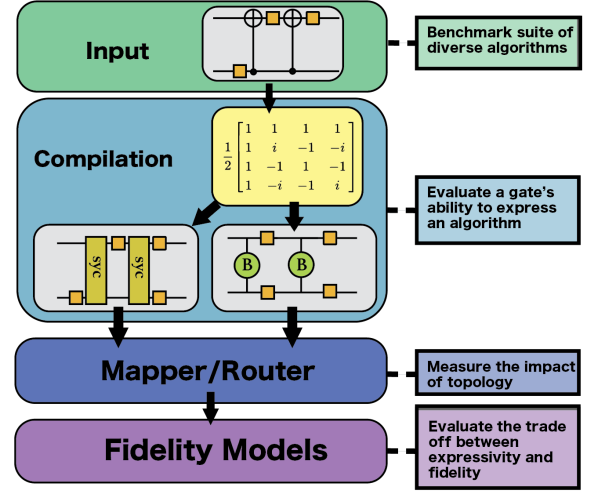 Input
Benchmark suite of
diverse algorithms
Compilation
1/2
1 1 1 1
1 i -1 -i
1 -1 1 -1
1 -i -1 i
Evaluate a gate's
ability to express
an algorithm
syc
syc
B
B
Mapper/Router
Measure the impact
of topology
Fidelity Models
Evaluate the trade
off between
expressivity and
fidelity